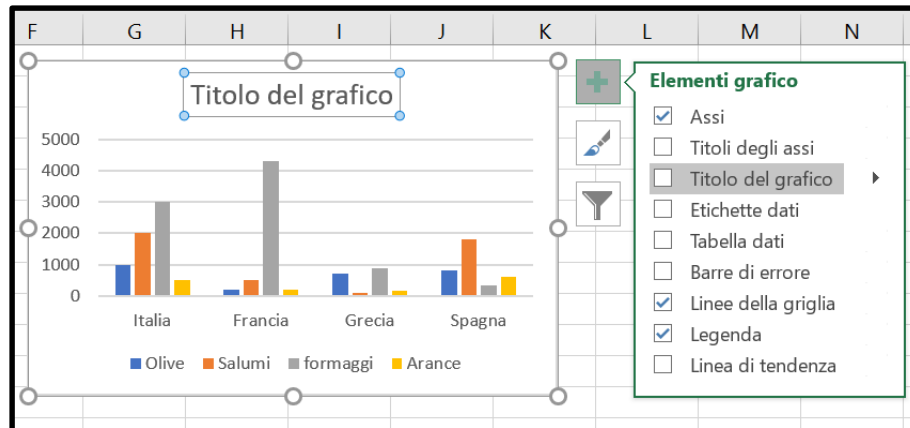 F G H I J K L M N
Titolo del grafico
5000
4000
3000
2000
1000
0
Italia Francia Grecia Spagna
Olive Salumi formaggi Arance
Elementi grafico
Assi
Titoli degli assi
Titolo del grafico
Etichette dati
Tabella dati
Barre di errore
Linee della griglia
Legenda
Linea di tendenza